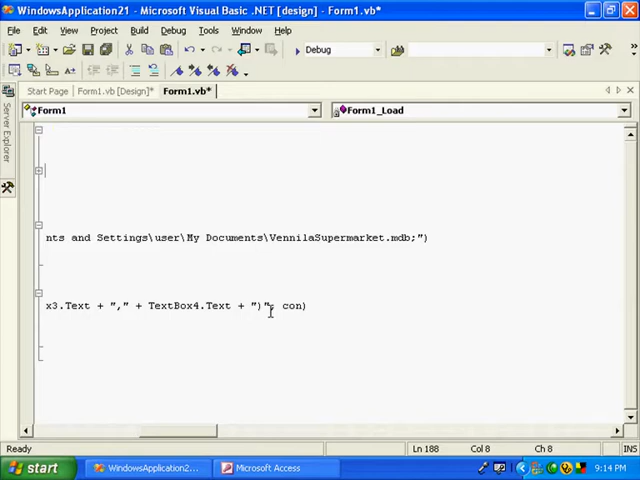 WindowsApplication21 - Microsoft Visual Basic .NET [design] - Form1.vb*
File Edit View Project Build Debug Tools Window Help
Debug
Start Page Form1.vb [Design]* Form1.vb*
Form1 Form1_Load
Server Explorer
nts and Settings\user\My Documents\VennilaSupermarket.mdb;")
x3.Text + "," + TextBox4.Text + ")", con)
Ready Ln 188 Col 8 Ch 8 INS
start WindowsApplication2... Microsoft Access 9:14 PM